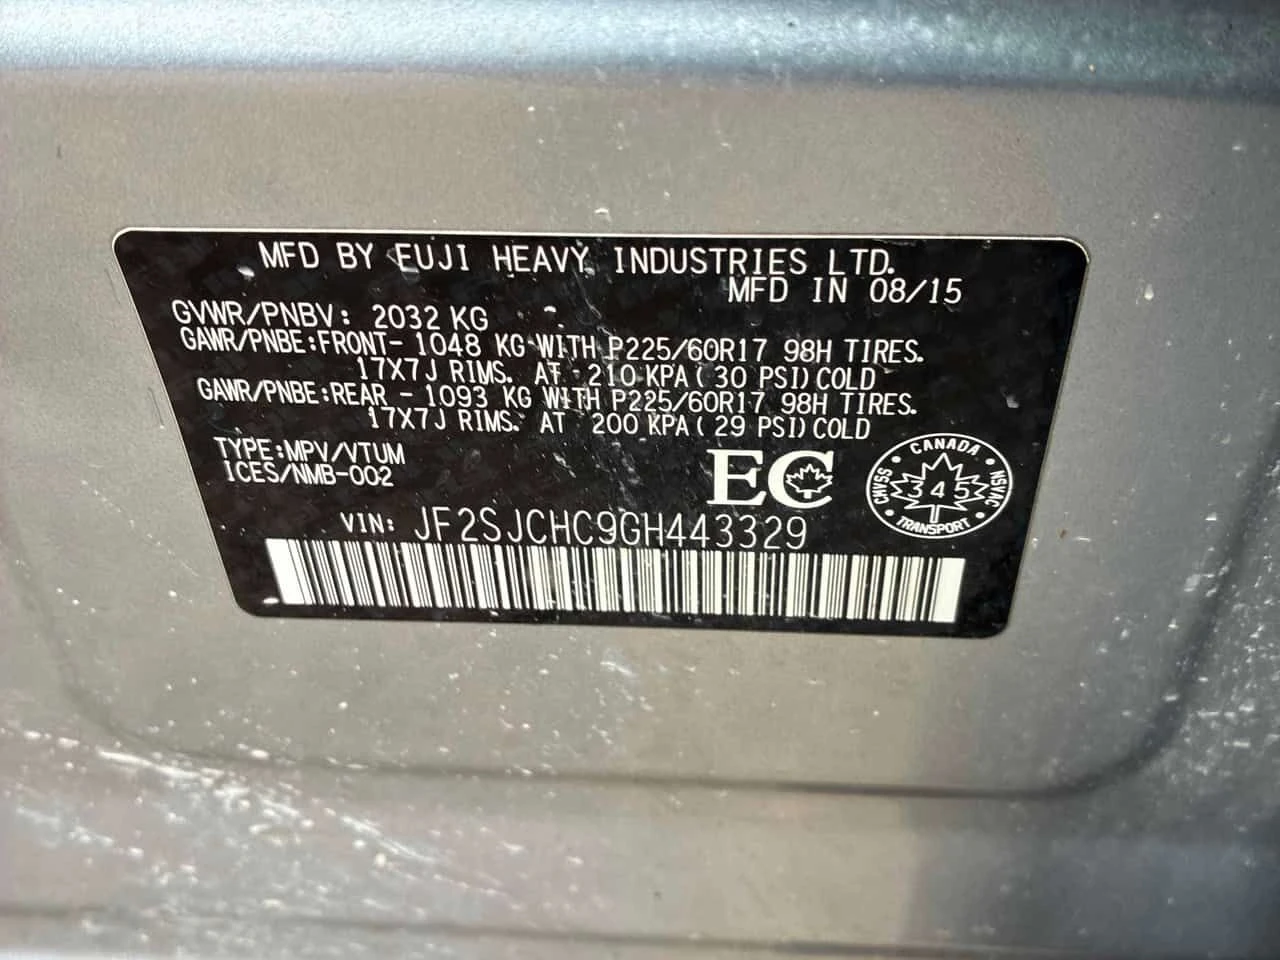 MFD BY FUJI HEAVY INDUSTRIES LTD.
MFD IN 08/15
GVWR/PNBV: 2032 KG
GAWR/PNBE:FRONT- 1048 KG WITH P225/60R17 98H TIRES.
17X7J RIMS. AT 210 KPA(30 PSI)COLD
GAWR/PNBE:REAR - 1093 KG WITH P225/60R17 98H TIRES.
17X7J RIMS. AT 200 KPA(29 PSI)COLD
TYPE:MPV/VTUM
ICES/NMB-002
EC
CANADA
CMVSS
NSVAC
345
TRANSPORT
VIN: JF2SJCHC9GH443329